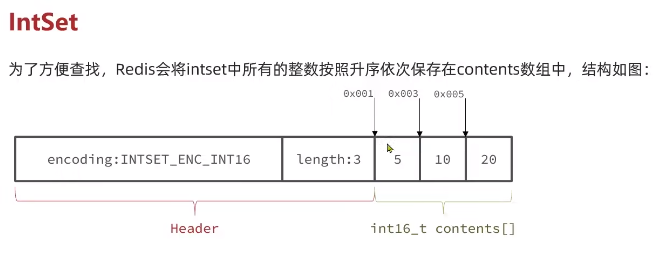 IntSet
为了方便查找，Redis会将intset中所有的整数按照升序依次保存在contents数组中，结构如图：
0x001 0x003 0x005
encoding:INTSET_ENC_INT16 length:3 5 10 20
Header int16_t contents[]